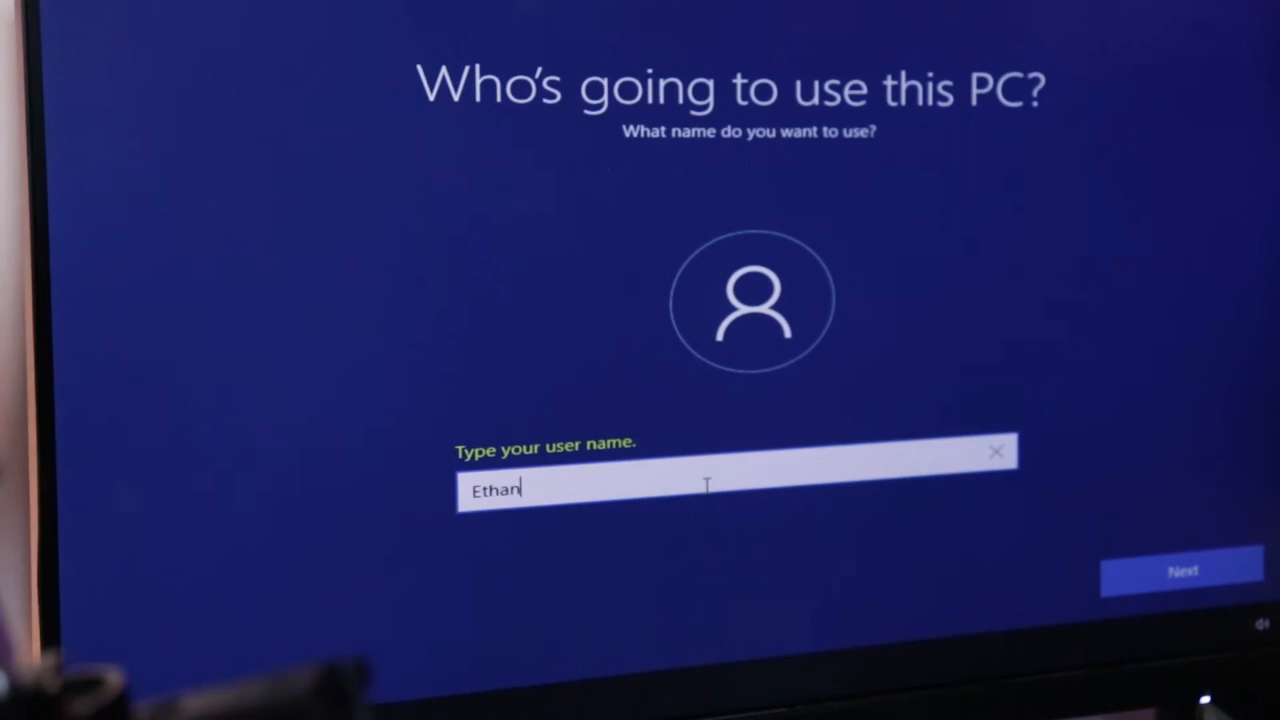 Who's going to use this PC?
What name do you want to use?
Type your user name.
Ethan
Next